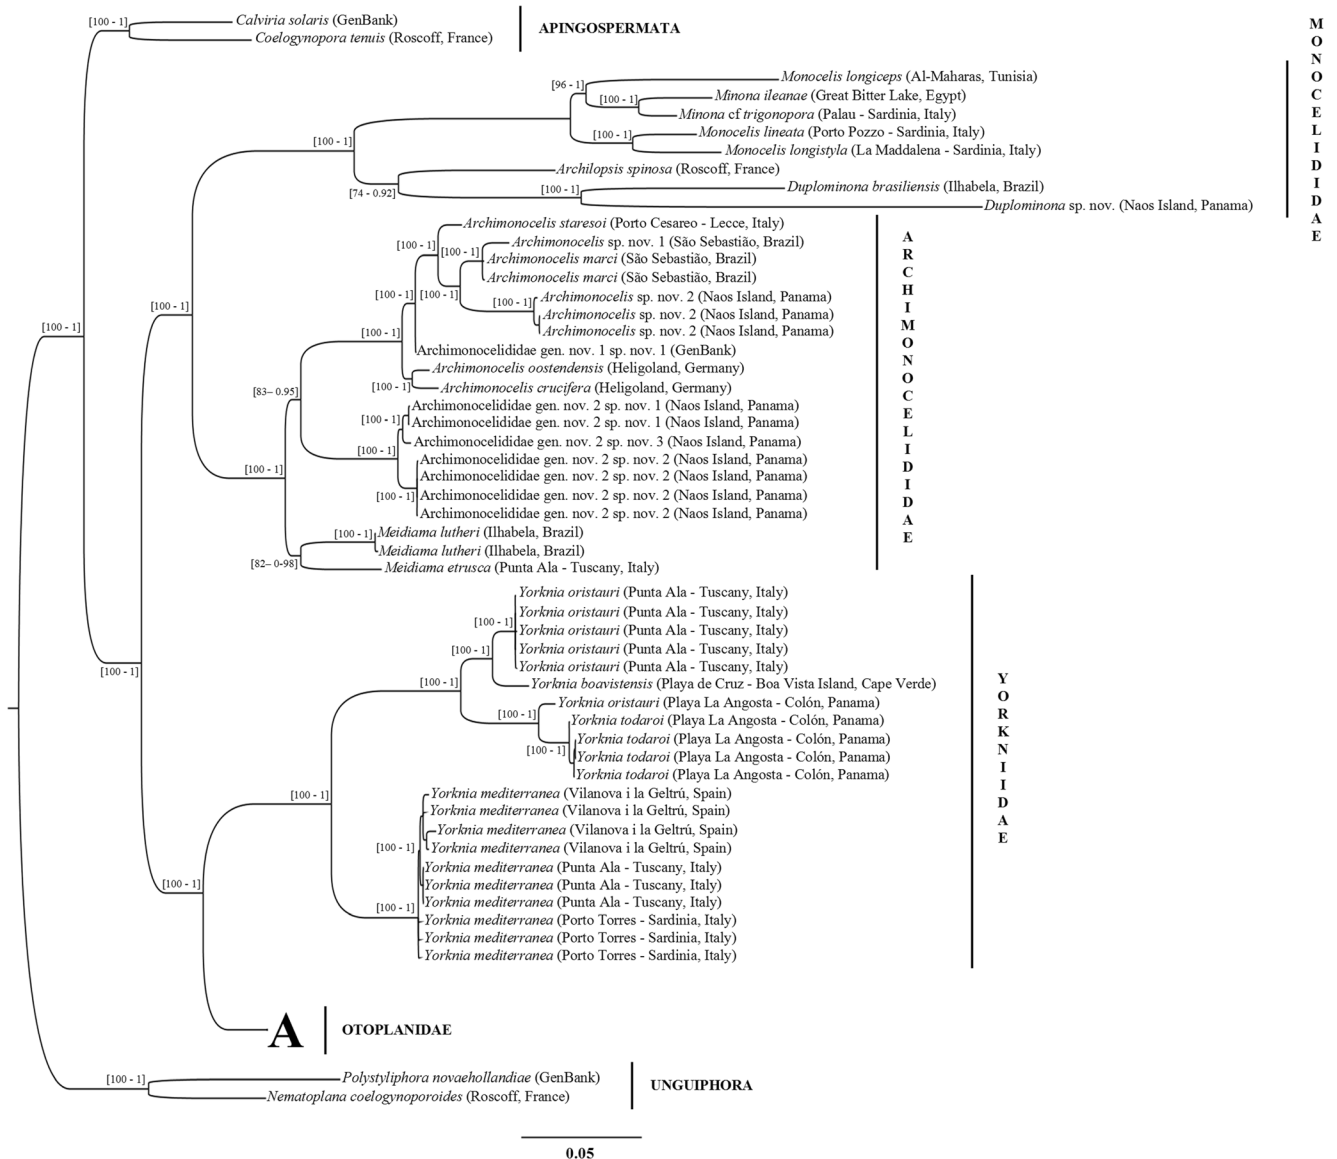 [100 - 1]
Calviria solaris (GenBank)
Coelogynopora tenuis (Roscoff, France)
APINGOSPERMATA
MONOCELIDIDAE
[96 - 1]
Monocelis longiceps (Al-Maharas, Tunisia)
[100 - 1]
Minona ileanae (Great Bitter Lake, Egypt)
Minona cf trigonopora (Palau - Sardinia, Italy)
[100 - 1]
[100 - 1]
Monocelis lineata (Porto Pozzo - Sardinia, Italy)
Monocelis longistyla (La Maddalena - Sardinia, Italy)
Archilopsis spinosa (Roscoff, France)
[74 - 0.92]
[100 - 1]
Duplominona brasiliensis (Ilhabela, Brazil)
Duplominona sp. nov. (Naos Island, Panama)
ARCHIMONOCELIDIDAE
Archimonocelis staresoi (Porto Cesareo - Lecce, Italy)
[100 - 1]
[100 - 1]
Archimonocelis sp. nov. 1 (São Sebastião, Brazil)
Archimonocelis marci (São Sebastião, Brazil)
Archimonocelis marci (São Sebastião, Brazil)
[100 - 1]
[100 - 1]
[100 - 1]
Archimonocelis sp. nov. 2 (Naos Island, Panama)
Archimonocelis sp. nov. 2 (Naos Island, Panama)
Archimonocelis sp. nov. 2 (Naos Island, Panama)
[100 - 1]
[100 - 1]
Archimonocelididae gen. nov. 1 sp. nov. 1 (GenBank)
Archimonocelis oostendensis (Heligoland, Germany)
[100 - 1]
Archimonocelis crucifera (Heligoland, Germany)
[83– 0.95]
Archimonocelididae gen. nov. 2 sp. nov. 1 (Naos Island, Panama)
[100 - 1]
Archimonocelididae gen. nov. 2 sp. nov. 1 (Naos Island, Panama)
Archimonocelididae gen. nov. 2 sp. nov. 3 (Naos Island, Panama)
[100 - 1]
Archimonocelididae gen. nov. 2 sp. nov. 2 (Naos Island, Panama)
[100 - 1]
Archimonocelididae gen. nov. 2 sp. nov. 2 (Naos Island, Panama)
[100 - 1]
Archimonocelididae gen. nov. 2 sp. nov. 2 (Naos Island, Panama)
Archimonocelididae gen. nov. 2 sp. nov. 2 (Naos Island, Panama)
[100 - 1]
Meidiama lutheri (Ilhabela, Brazil)
Meidiama lutheri (Ilhabela, Brazil)
[82– 0-98]
Meidiama etrusca (Punta Ala - Tuscany, Italy)
[100 - 1]
YORKNIIDAE
Yorknia oristauri (Punta Ala - Tuscany, Italy)
Yorknia oristauri (Punta Ala - Tuscany, Italy)
[100 - 1]
Yorknia oristauri (Punta Ala - Tuscany, Italy)
[100 - 1]
Yorknia oristauri (Punta Ala - Tuscany, Italy)
Yorknia oristauri (Punta Ala - Tuscany, Italy)
[100 - 1]
[100 - 1]
Yorknia boavistensis (Playa de Cruz - Boa Vista Island, Cape Verde)
Yorknia oristauri (Playa La Angosta - Colón, Panama)
[100 - 1]
Yorknia todaroi (Playa La Angosta - Colón, Panama)
Yorknia todaroi (Playa La Angosta - Colón, Panama)
[100 - 1]
Yorknia todaroi (Playa La Angosta - Colón, Panama)
Yorknia todaroi (Playa La Angosta - Colón, Panama)
[100 - 1]
Yorknia mediterranea (Vilanova i la Geltrú, Spain)
Yorknia mediterranea (Vilanova i la Geltrú, Spain)
Yorknia mediterranea (Vilanova i la Geltrú, Spain)
[100 - 1]
Yorknia mediterranea (Vilanova i la Geltrú, Spain)
Yorknia mediterranea (Punta Ala - Tuscany, Italy)
[100 - 1]
Yorknia mediterranea (Punta Ala - Tuscany, Italy)
Yorknia mediterranea (Punta Ala - Tuscany, Italy)
[100 - 1]
Yorknia mediterranea (Porto Torres - Sardinia, Italy)
Yorknia mediterranea (Porto Torres - Sardinia, Italy)
Yorknia mediterranea (Porto Torres - Sardinia, Italy)
A
OTOPLANIDAE
[100 - 1]
Polystyliphora novaehollandiae (GenBank)
Nematoplana coelogynoporoides (Roscoff, France)
UNGUIPHORA
0.05